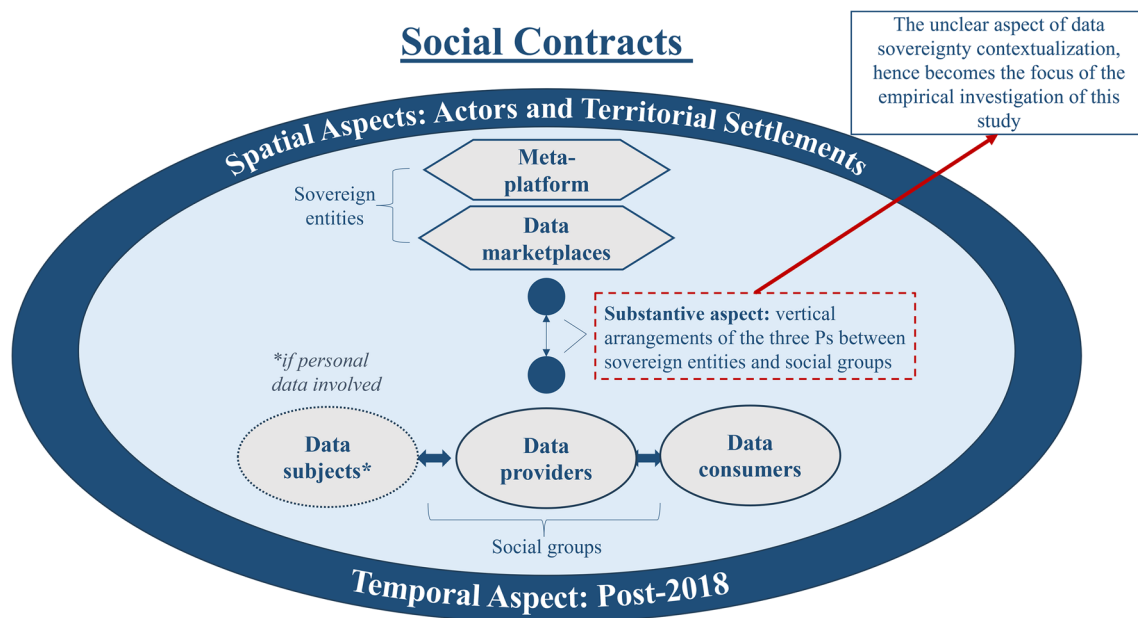 Social Contracts
The unclear aspect of data
sovereignty contextualization,
hence becomes the focus of the
empirical investigation of this
study
Spatial Aspects: Actors and Territorial Settlements
Meta-
platform
Sovereign
entities
Data
marketplaces
Substantive aspect: vertical
arrangements of the three Ps between
sovereign entities and social groups
*if personal
data involved
Data
subjects*
Data
providers
Data
consumers
Social groups
Temporal Aspect: Post-2018